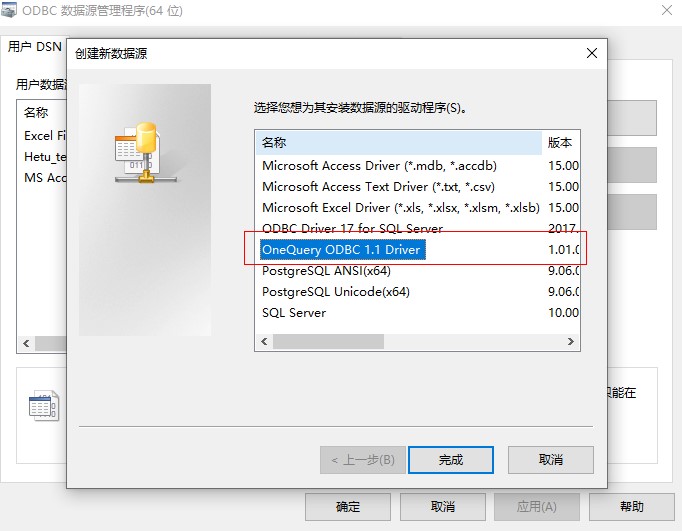 ODBC 数据源管理程序(64 位)
用户 DSN
创建新数据源
用户数据源
名称
Excel Fi
Hetu_te
MS Acc
选择您想为其安装数据源的驱动程序(S)。
名称 版本
Microsoft Access Driver (*.mdb, *.accdb) 15.00
Microsoft Access Text Driver (*.txt, *.csv) 15.00
Microsoft Excel Driver (*.xls, *.xlsx, *.xlsm, *.xlsb) 15.00
ODBC Driver 17 for SQL Server 2017.
OneQuery ODBC 1.1 Driver 1.01.0
PostgreSQL ANSI(x64) 9.06.0
PostgreSQL Unicode(x64) 9.06.0
SQL Server 10.00
只能在
< 上一步(B) 完成 取消
确定 取消 应用(A) 帮助